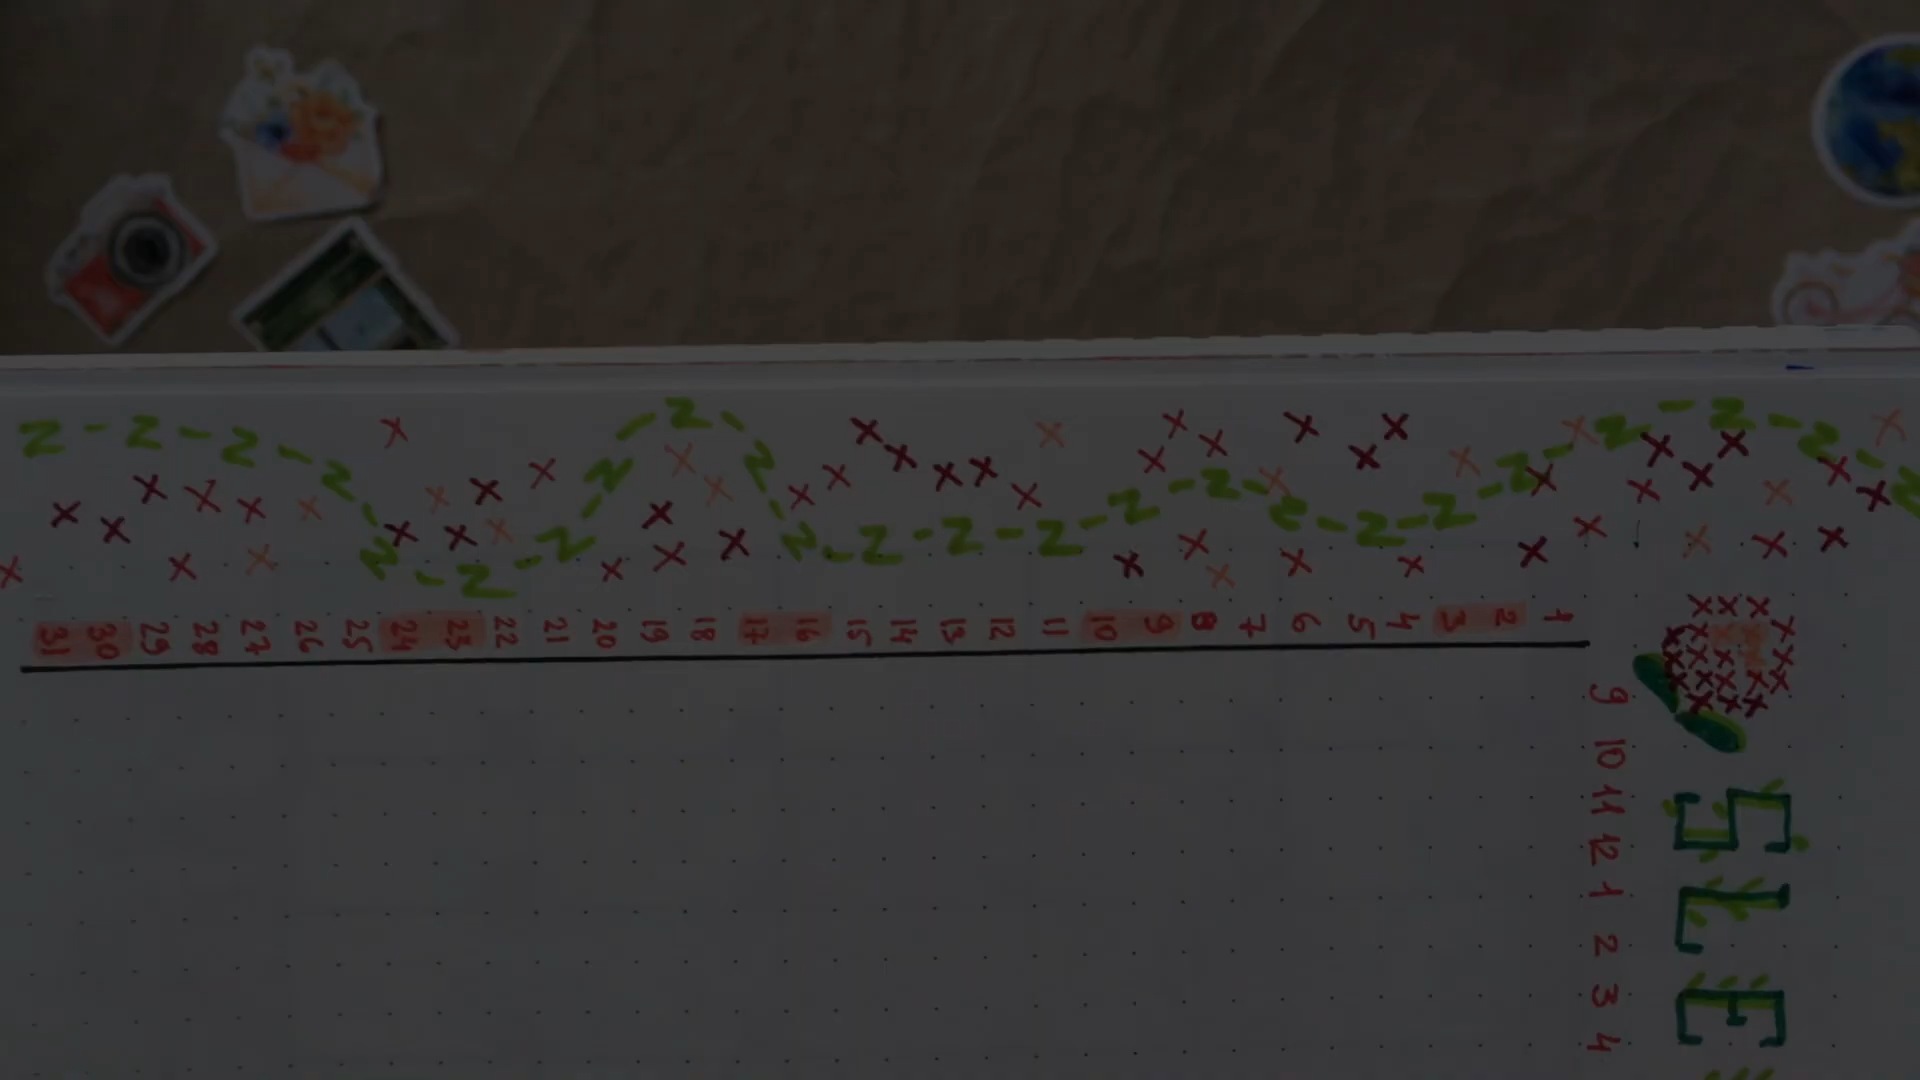 SLE
9 10 11 12 1 2 3 4
1 2 3 4 5 6 7 8 9 10 11 12 13 14 15 16 17 18 19 20 21 22 23 24 25 26 27 28 29 30 31
Z Z Z Z Z Z Z Z Z Z Z Z Z Z Z Z Z Z Z Z Z Z Z Z Z